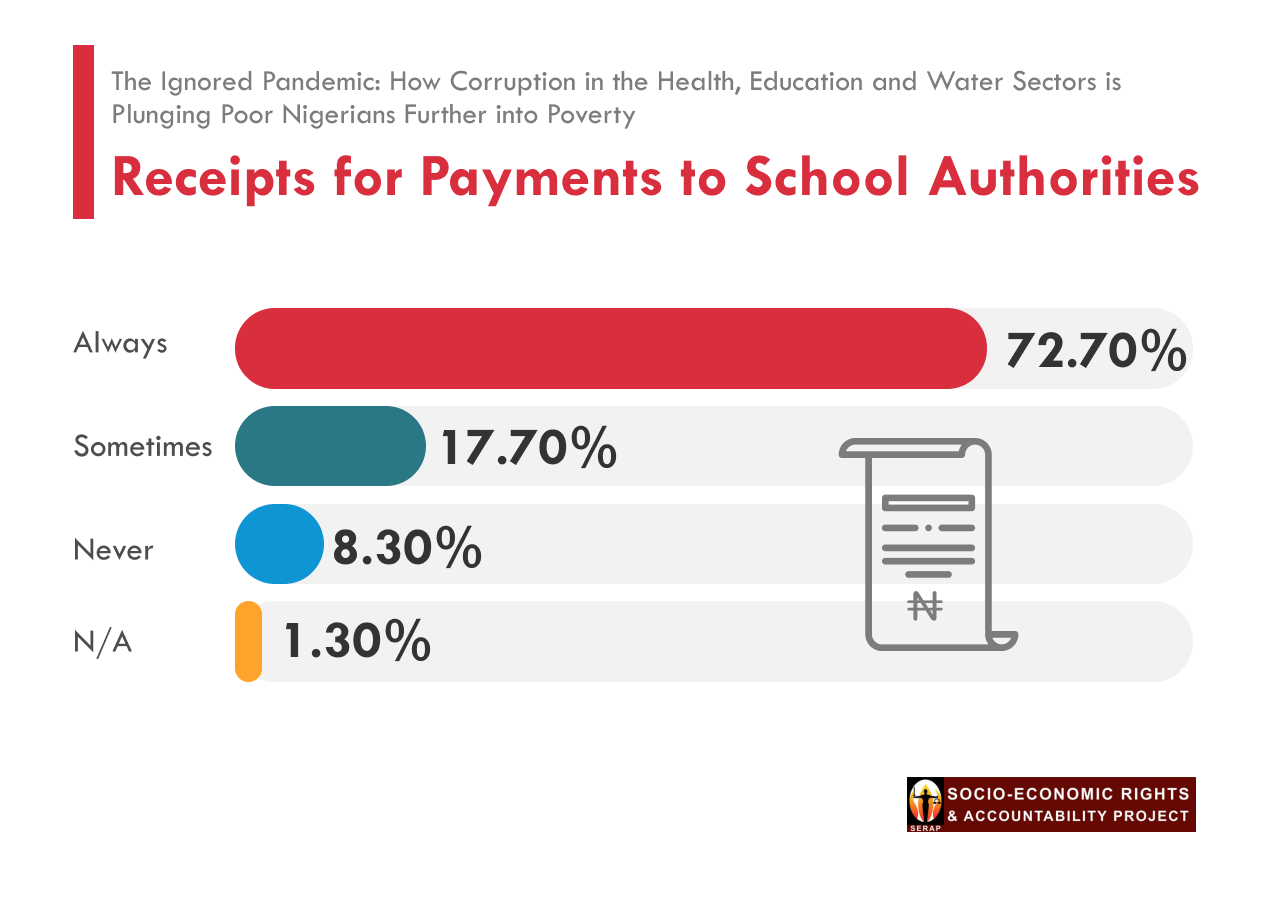 The Ignored Pandemic: How Corruption in the Health, Education and Water Sectors is
Plunging Poor Nigerians Further into Poverty
Receipts for Payments to School Authorities
Always 72.70%
Sometimes 17.70%
Never 8.30%
N/A 1.30%
₦
SERAP
SOCIO-ECONOMIC RIGHTS
& ACCOUNTABILITY PROJECT